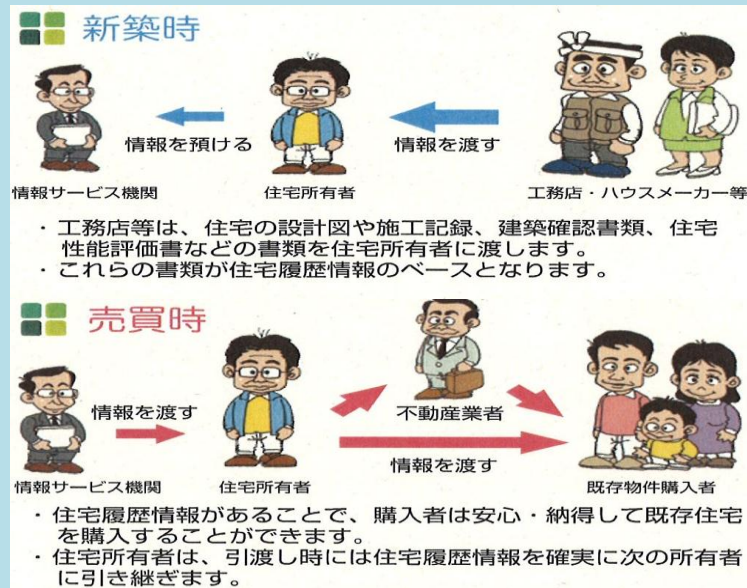 新築時
情報を預ける
情報を渡す
情報サービス機関
住宅所有者
工務店・ハウスメーカー等
・工務店等は、住宅の設計図や施工記録、建築確認書類、住宅
性能評価書などの書類を住宅所有者に渡します。
・これらの書類が住宅履歴情報のベースとなります。
売買時
情報を渡す
不動産業者
情報を渡す
情報サービス機関
住宅所有者
既存物件購入者
・住宅履歴情報があることで、購入者は安心・納得して既存住宅
を購入することができます。
・住宅所有者は、引渡し時には住宅履歴情報を確実に次の所有者
に引き継ぎます。